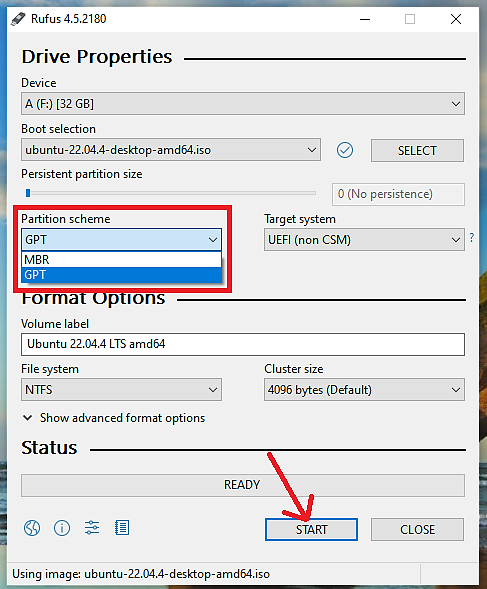 Rufus 4.5.2180
Drive Properties
Device
A (F:) [32 GB]
Boot selection
ubuntu-22.04.4-desktop-amd64.iso
SELECT
Persistent partition size
0 (No persistence)
Partition scheme
Target system
GPT
UEFI (non CSM)
?
MBR
GPT
Format Options
Volume label
Ubuntu 22.04.4 LTS amd64
File system
Cluster size
NTFS
4096 bytes (Default)
Show advanced format options
Status
READY
START
CLOSE
Using image: ubuntu-22.04.4-desktop-amd64.iso